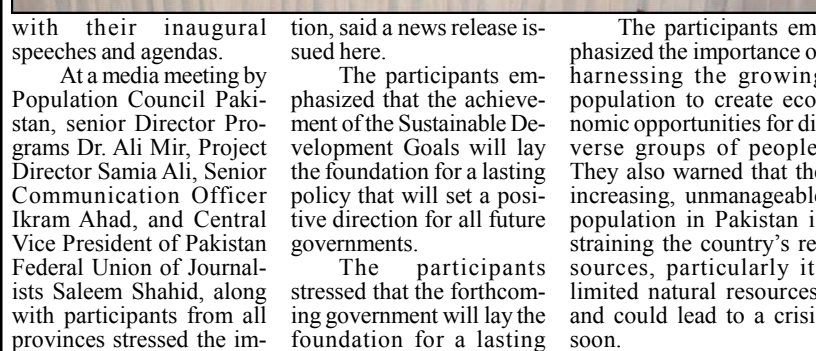 with their inaugural
speeches and agendas.
At a media meeting by
Population Council Paki-
stan, senior Director Pro-
grams Dr. Ali Mir, Project
Director Samia Ali, Senior
Communication Officer
Ikram Ahad, and Central
Vice President of Pakistan
Federal Union of Journal-
ists Saleem Shahid, along
with participants from all
provinces stressed the im-
tion, said a news release is-
sued here.
The participants em-
phasized that the achieve-
ment of the Sustainable De-
velopment Goals will lay
the foundation for a lasting
policy that will set a posi-
tive direction for all future
governments.
The participants
stressed that the forthcom-
ing government will lay the
foundation for a lasting
The participants em
phasized the importance o
harnessing the growing
population to create eco
nomic opportunities for di
verse groups of people
They also warned that the
increasing, unmanageable
population in Pakistan i
straining the country's re
sources, particularly it
limited natural resources
and could lead to a crisi
soon.